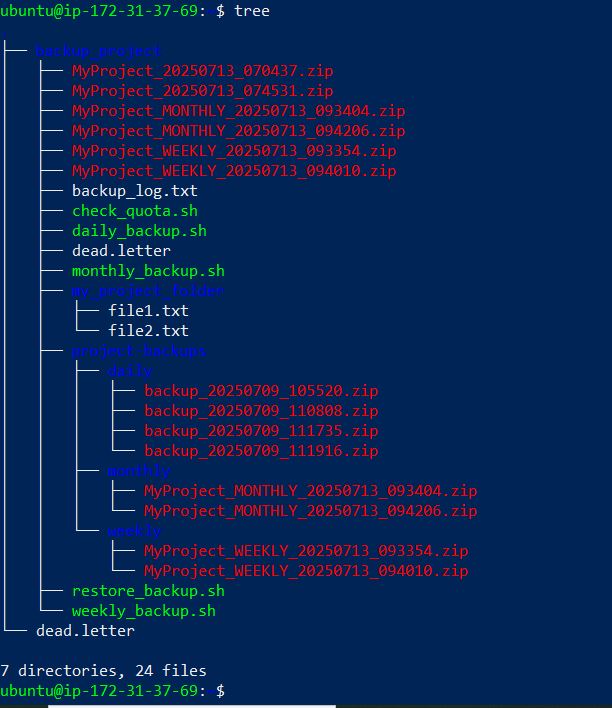 ubuntu@ip-172-31-37-69:~$ tree
.
├── backup_project
│   ├── MyProject_20250713_070437.zip
│   ├── MyProject_20250713_074531.zip
│   ├── MyProject_MONTHLY_20250713_093404.zip
│   ├── MyProject_MONTHLY_20250713_094206.zip
│   ├── MyProject_WEEKLY_20250713_093354.zip
│   ├── MyProject_WEEKLY_20250713_094010.zip
│   ├── backup_log.txt
│   ├── check_quota.sh
│   ├── daily_backup.sh
│   ├── dead.letter
│   ├── monthly_backup.sh
│   ├── my_project_folder
│   │   ├── file1.txt
│   │   └── file2.txt
│   ├── project-backups
│   │   ├── daily
│   │   │   ├── backup_20250709_105520.zip
│   │   │   ├── backup_20250709_110808.zip
│   │   │   ├── backup_20250709_111735.zip
│   │   │   └── backup_20250709_111916.zip
│   │   ├── monthly
│   │   │   ├── MyProject_MONTHLY_20250713_093404.zip
│   │   │   └── MyProject_MONTHLY_20250713_094206.zip
│   │   └── weekly
│   │       ├── MyProject_WEEKLY_20250713_093354.zip
│   │       └── MyProject_WEEKLY_20250713_094010.zip
│   ├── restore_backup.sh
│   └── weekly_backup.sh
└── dead.letter
7 directories, 24 files
ubuntu@ip-172-31-37-69:~$